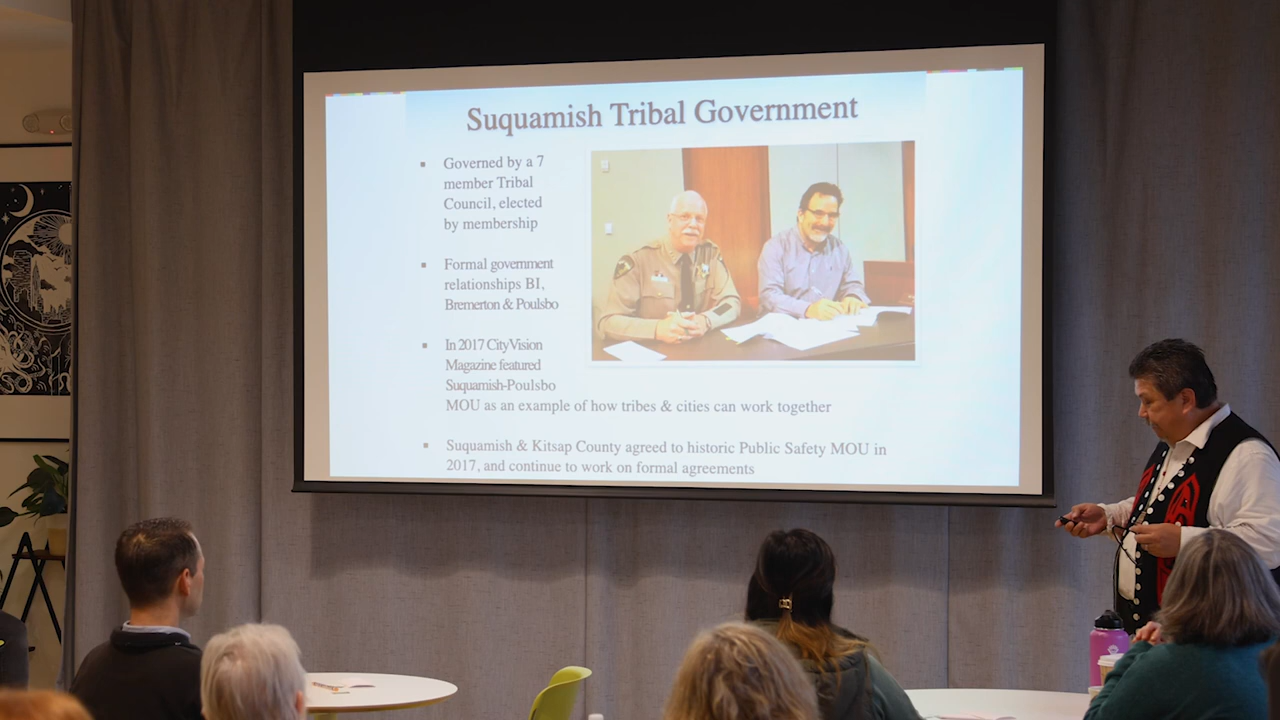 Suquamish Tribal Government
▪ Governed by a 7
member Tribal
Council, elected
by membership
▪ Formal government
relationships BI,
Bremerton & Poulsbo
▪ In 2017 CityVision
Magazine featured
Suquamish-Poulsbo
MOU as an example of how tribes & cities can work together
▪ Suquamish & Kitsap County agreed to historic Public Safety MOU in
2017, and continue to work on formal agreements